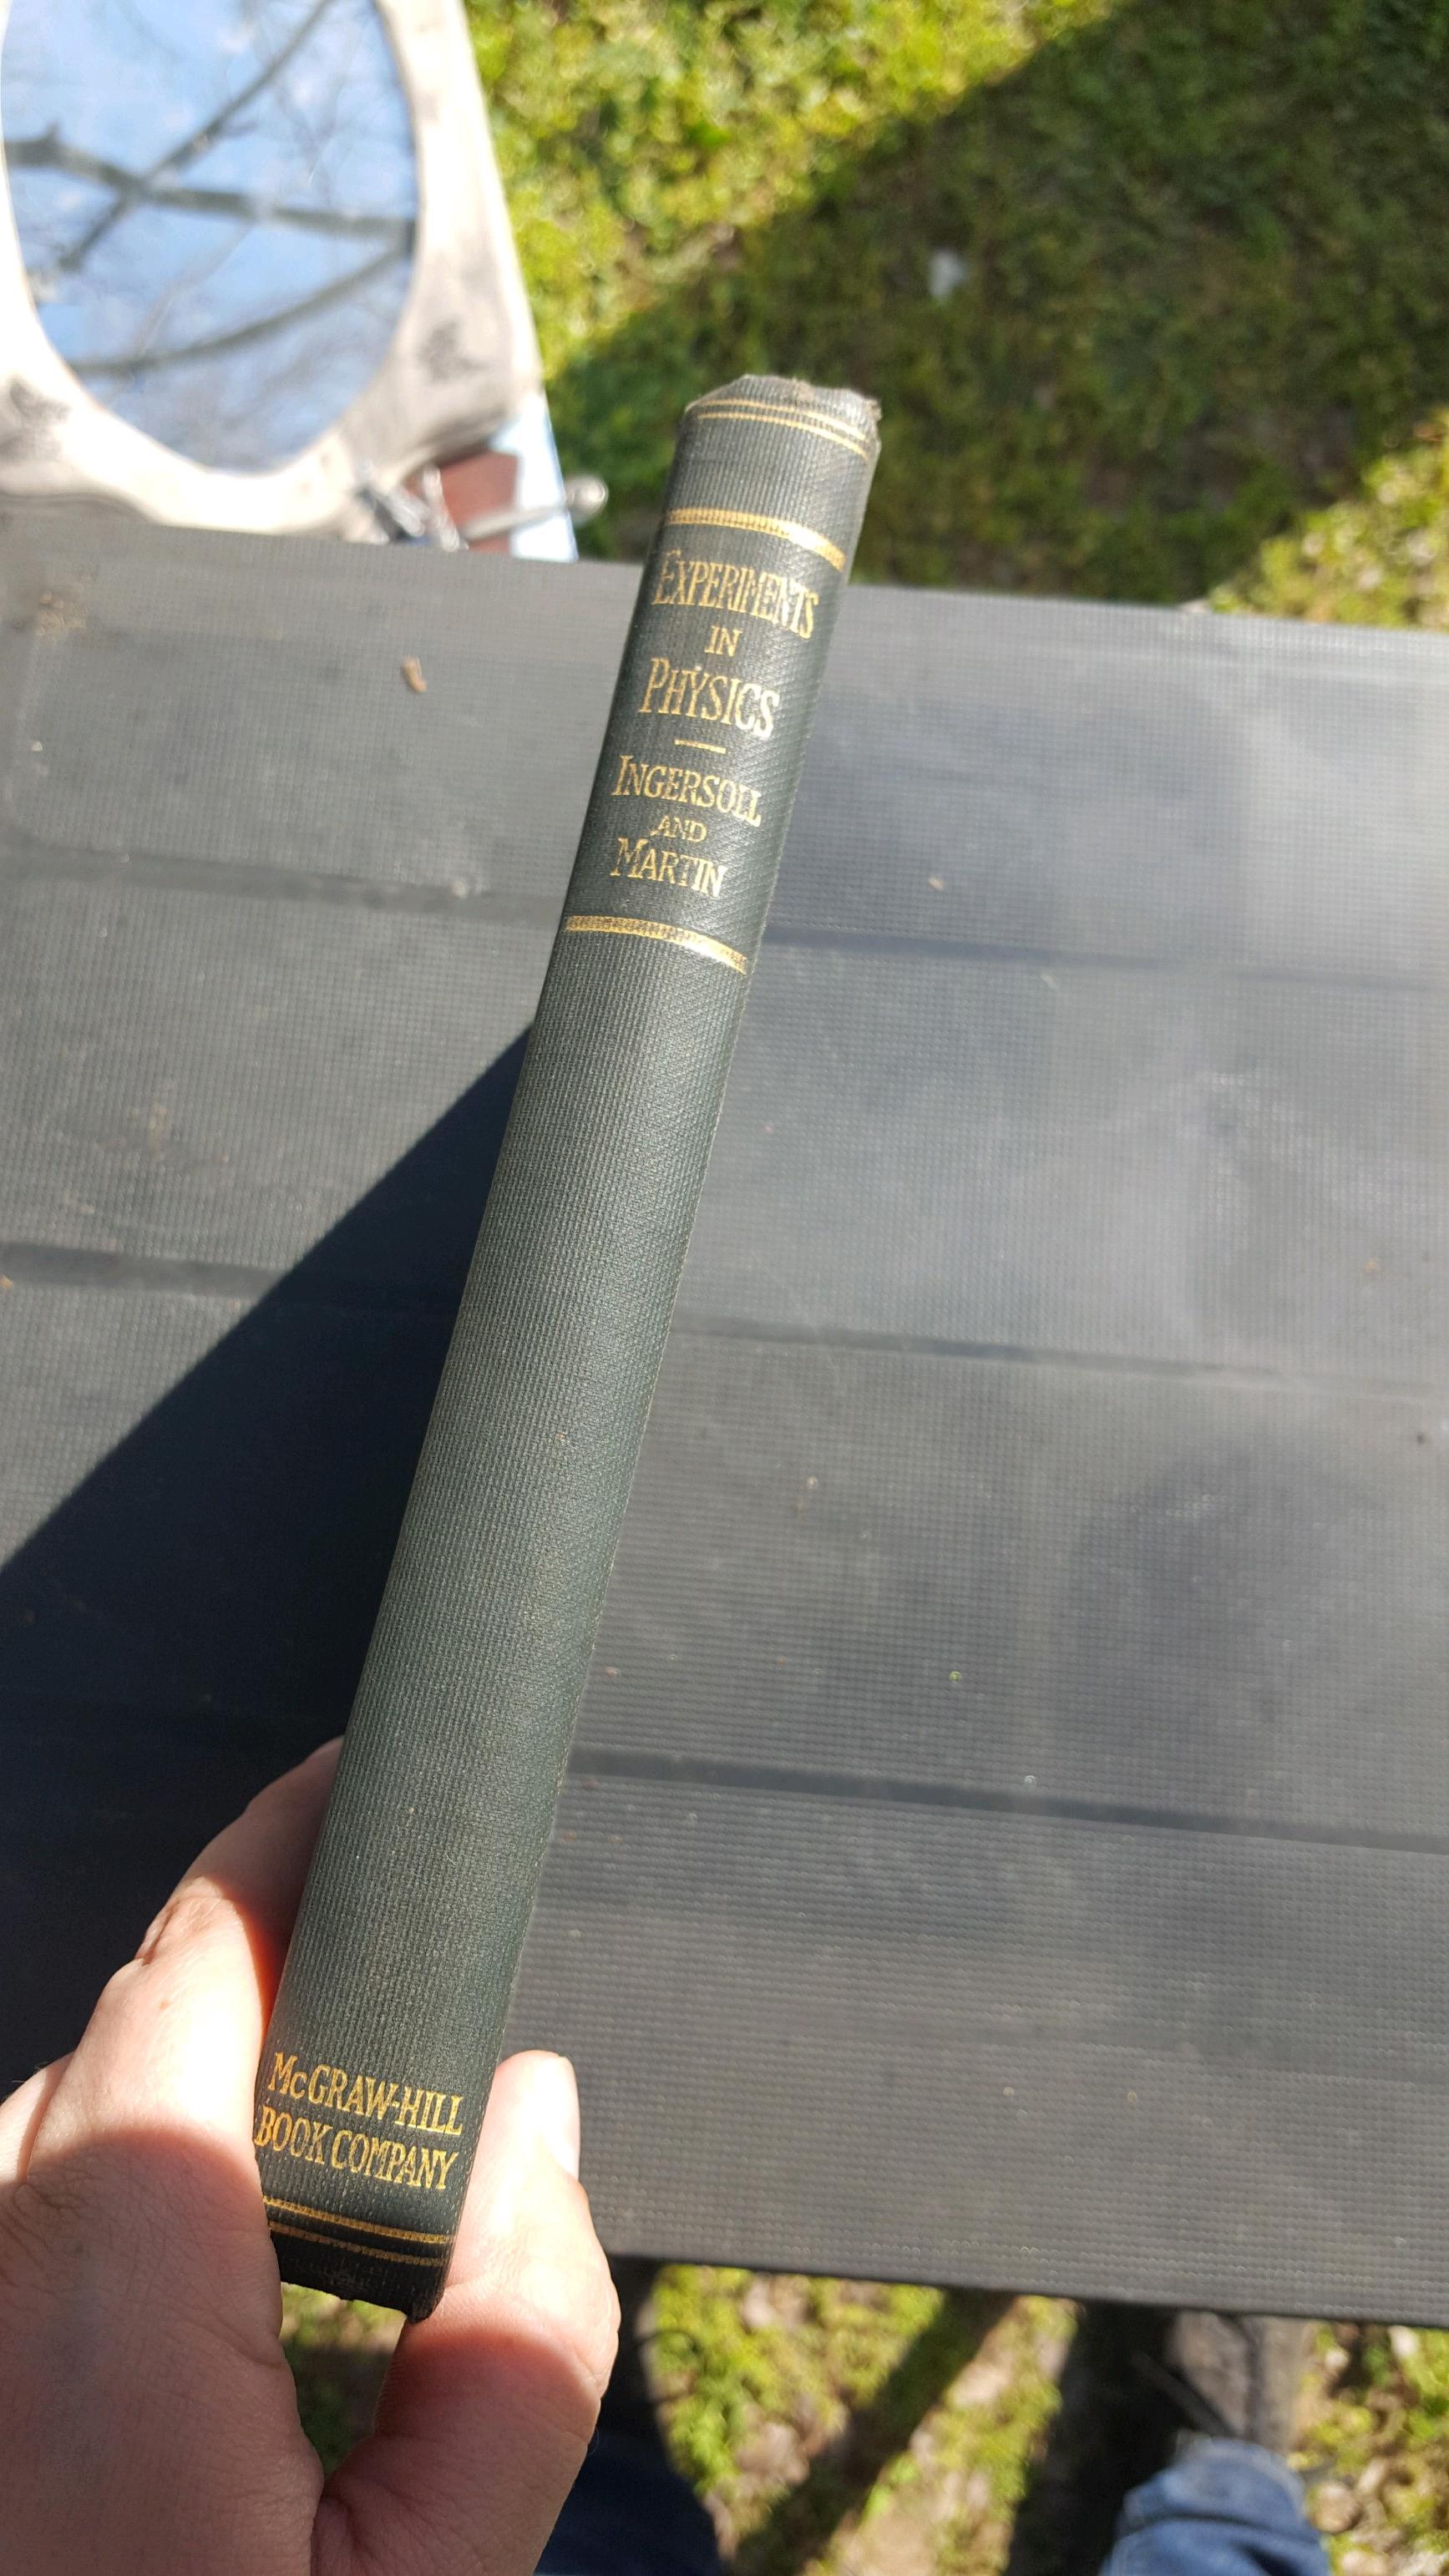 EXPERIMENTS
IN
PHYSICS
INGERSOLL
AND
MARTIN
McGRAW-HILL
BOOK COMPANY